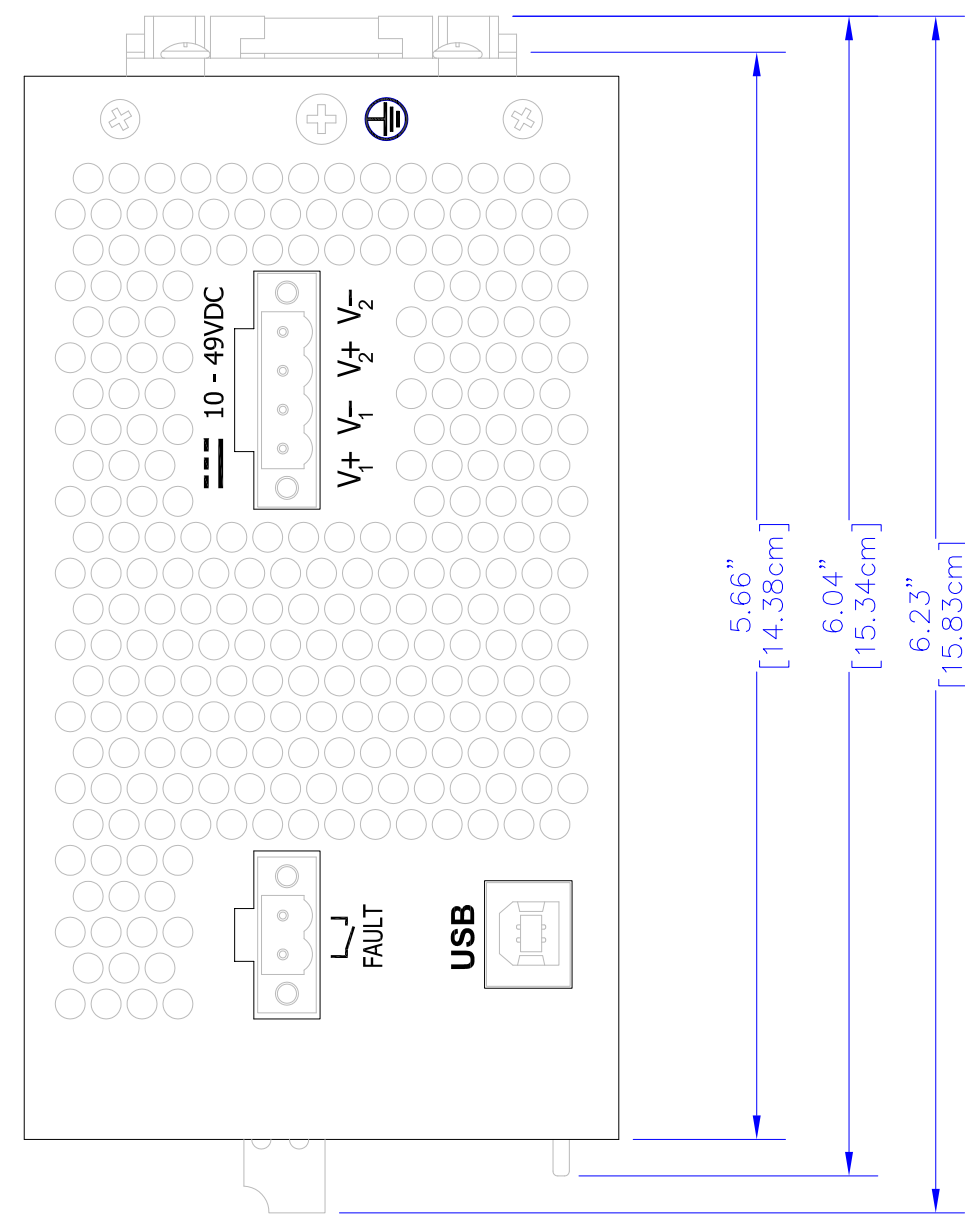 10 - 49VDC
V1+ V1- V2+ V2-
FAULT
USB
5.66”
[14.38cm]
6.04”
[15.34cm]
6.23”
[15.83cm]